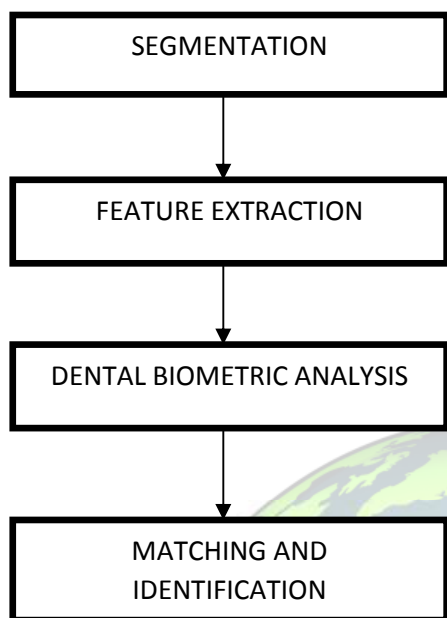 SEGMENTATION
FEATURE EXTRACTION
DENTAL BIOMETRIC ANALYSIS
MATCHING AND
IDENTIFICATION